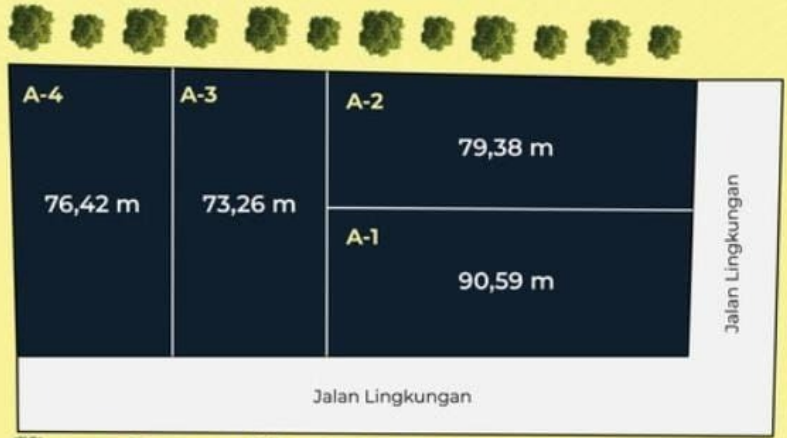 A-4
A-3
A-2
79,38 m
76,42 m
73,26 m
A-1
90,59 m
Jalan Lingkungan
Jalan Lingkungan